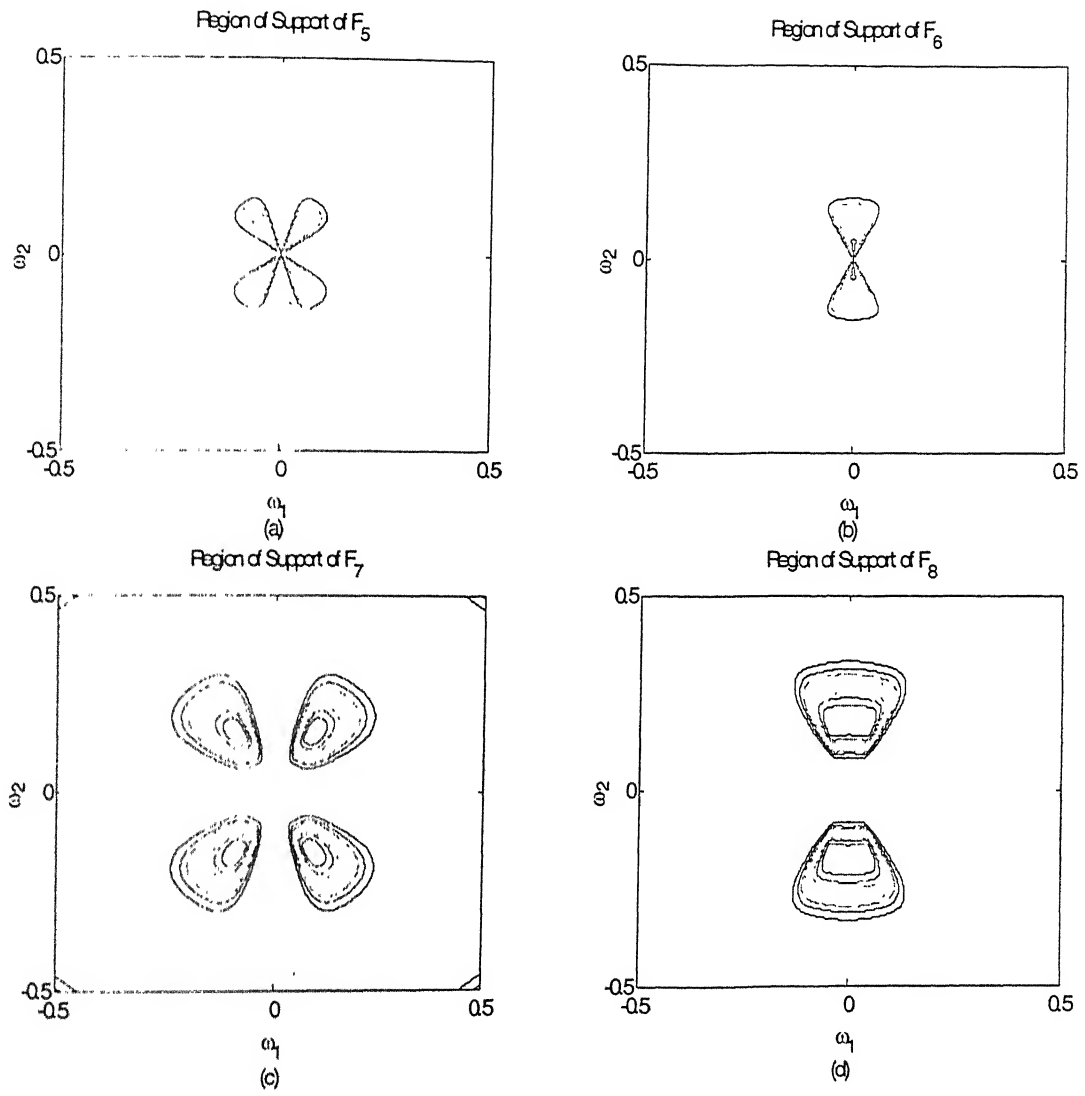 Region of Support of F5
0.5
ω2
0
-0.5
-0.5
0
0.5
ω1
(a)
Region of Support of F6
0.5
ω2
0
-0.5
-0.5
0
0.5
ω1
(b)
Region of Support of F7
0.5
ω2
0
-0.5
-0.5
0
0.5
ω1
(c)
Region of Support of F8
0.5
ω2
0
-0.5
-0.5
0
0.5
ω1
(d)